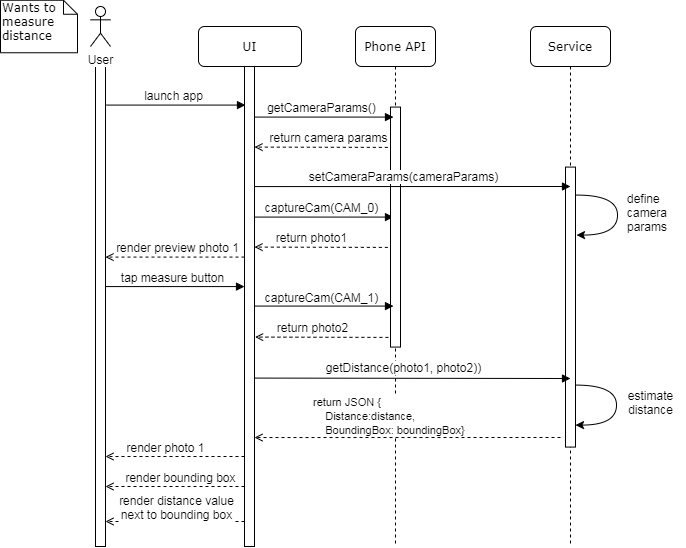 Wants to
measure
distance
User
UI
Phone API
Service
launch app
getCameraParams()
return camera params
setCameraParams(cameraParams)
define
camera
params
captureCam(CAM_0)
return photo1
render preview photo 1
tap measure button
captureCam(CAM_1)
return photo2
getDistance(photo1, photo2))
estimate
distance
return JSON {
Distance:distance,
BoundingBox: boundingBox}
render photo 1
render bounding box
render distance value
next to bounding box